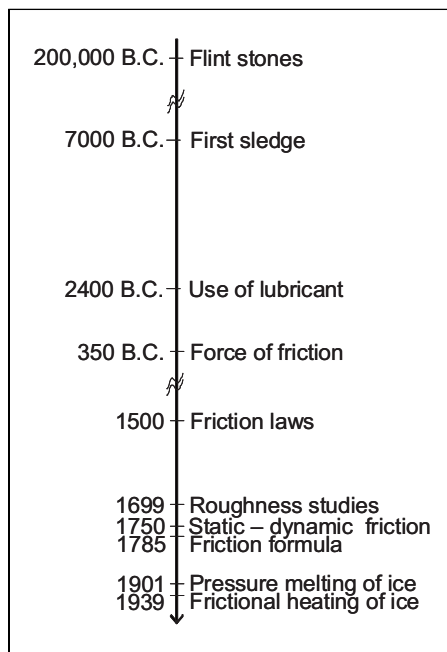 200,000 B.C. Flint stones
7000 B.C. First sledge
2400 B.C. Use of lubricant
350 B.C. Force of friction
1500 Friction laws
1699 Roughness studies
1750 Static – dynamic friction
1785 Friction formula
1901 Pressure melting of ice
1939 Frictional heating of ice